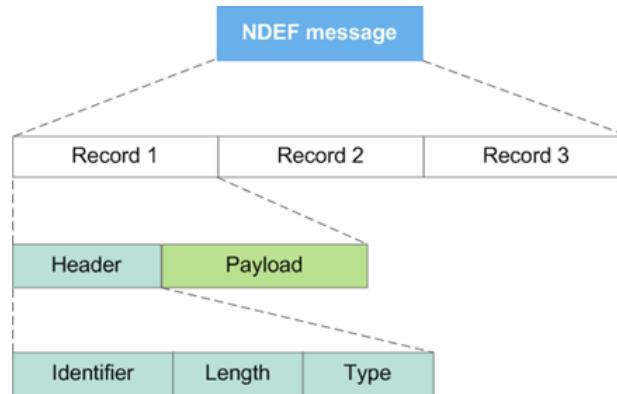 NDEF message
Record 1 Record 2 Record 3
Header Payload
Identifier Length Type